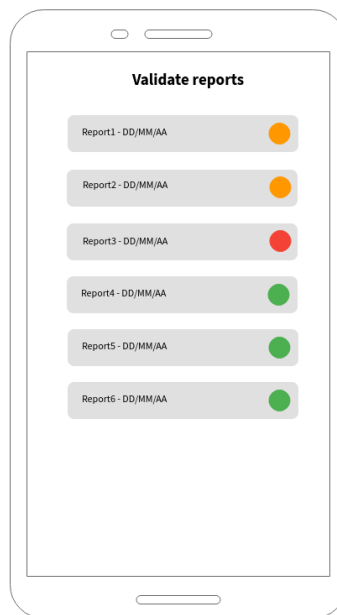 Validate reports
Report1 - DD/MM/AA
Report2 - DD/MM/AA
Report3 - DD/MM/AA
Report4 - DD/MM/AA
Report5 - DD/MM/AA
Report6 - DD/MM/AA